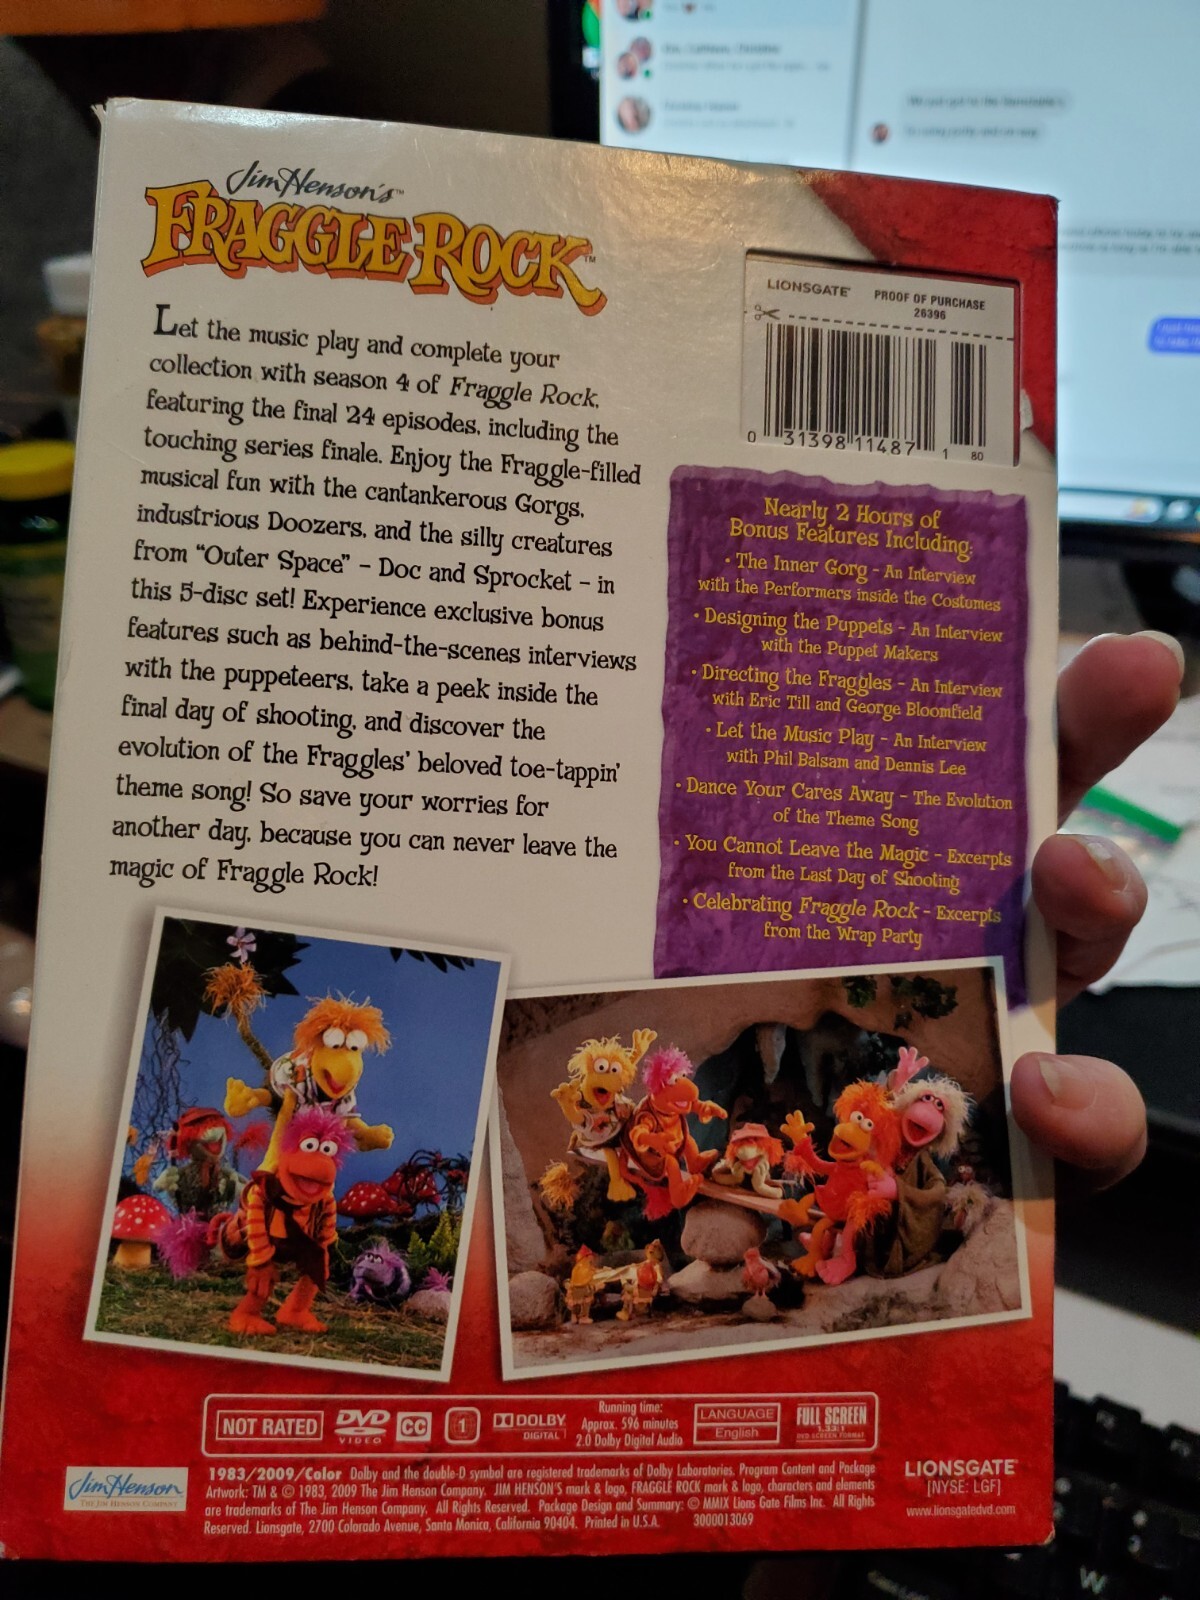 Jim Henson's™
FRAGGLE ROCK™
Let the music play and complete your
collection with season 4 of Fraggle Rock,
featuring the final 24 episodes, including the
touching series finale. Enjoy the Fraggle-filled
musical fun with the cantankerous Gorgs,
industrious Doozers, and the silly creatures
from “Outer Space” – Doc and Sprocket – in
this 5-disc set! Experience exclusive bonus
features such as behind-the-scenes interviews
with the puppeteers, take a peek inside the
final day of shooting, and discover the
evolution of the Fraggles’ beloved toe-tappin’
theme song! So save your worries for
another day, because you can never leave the
magic of Fraggle Rock!
LIONSGATE® PROOF OF PURCHASE
26396
0 31398 11487 1 80
Nearly 2 Hours of
Bonus Features Including:
• The Inner Gorg – An Interview
with the Performers inside the Costumes
• Designing the Puppets – An Interview
with the Puppet Makers
• Directing the Fraggles – An Interview
with Eric Till and George Bloomfield
• Let the Music Play – An Interview
with Phil Balsam and Dennis Lee
• Dance Your Cares Away – The Evolution
of the Theme Song
• You Cannot Leave the Magic – Excerpts
from the Last Day of Shooting
• Celebrating Fraggle Rock – Excerpts
from the Wrap Party
NOT RATED
DVD
VIDEO
CC
1
DOLBY
DIGITAL
Running time:
Approx. 596 minutes
2.0 Dolby Digital Audio
LANGUAGE
English
FULL SCREEN
1.33:1
DVD SCREEN FORMAT
Jim Henson
THE JIM HENSON COMPANY
1983/2009/Color Dolby and the double-D symbol are registered trademarks of Dolby Laboratories. Program Content and Package
Artwork: TM & © 1983, 2009 The Jim Henson Company. JIM HENSON'S mark & logo, FRAGGLE ROCK mark & logo, characters and elements
are trademarks of The Jim Henson Company. All Rights Reserved. Package Design and Summary: © MMIX Lions Gate Films Inc. All Rights
Reserved. Lionsgate, 2700 Colorado Avenue, Santa Monica, California 90404. Printed in U.S.A. 3000013069
LIONSGATE®
[NYSE: LGF]
www.lionsgatedvd.com
W